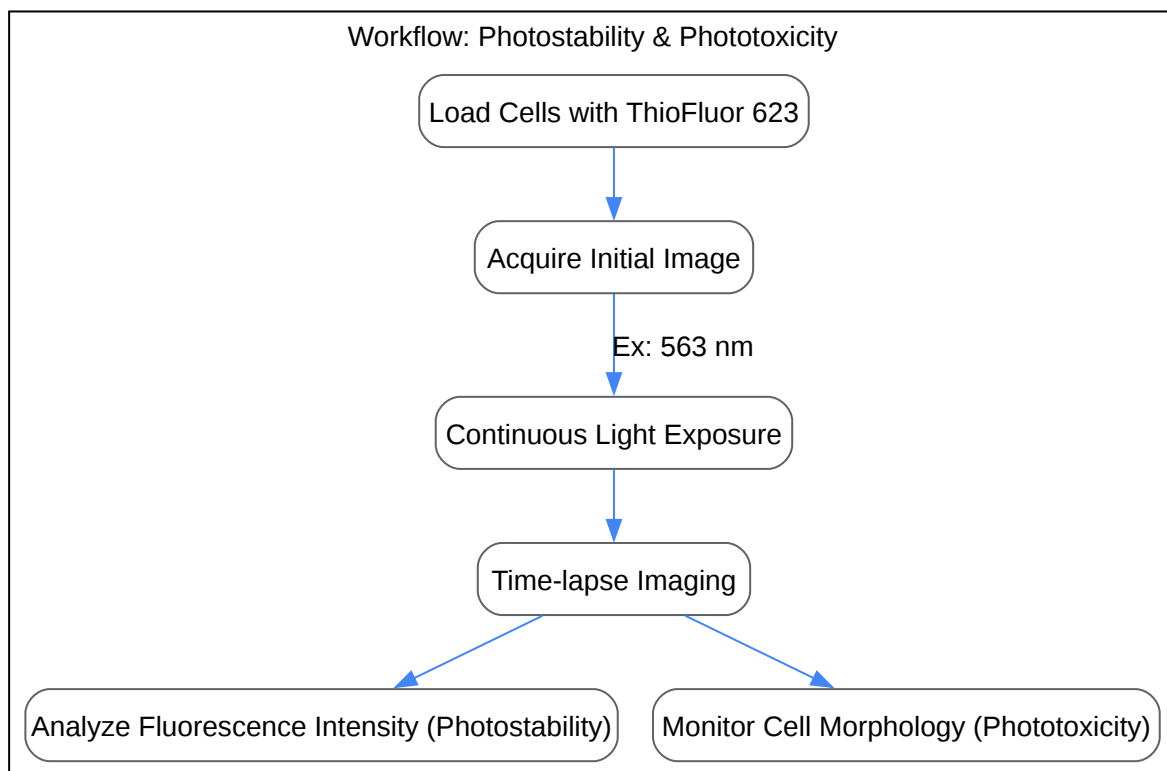 Workflow: Photostability & Phototoxicity
Load Cells with ThioFluor 623
Acquire Initial Image
Ex: 563 nm
Continuous Light Exposure
Time-lapse Imaging
Analyze Fluorescence Intensity (Photostability)
Monitor Cell Morphology (Phototoxicity)